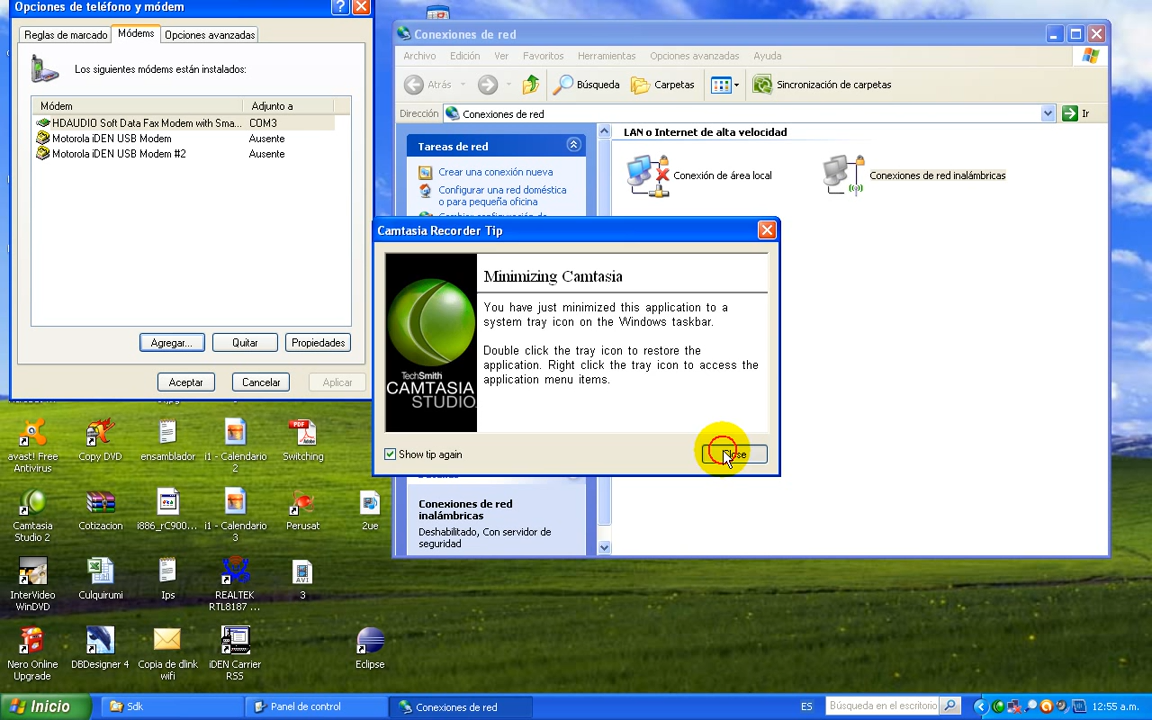 Opciones de teléfono y módem
Reglas de marcado
Módems
Opciones avanzadas
Los siguientes módems están instalados:
Módem
Adjunto a
HDAUDIO Soft Data Fax Modem with Sma...
COM3
Motorola iDEN USB Modem
Ausente
Motorola iDEN USB Modem #2
Ausente
Agregar...
Quitar
Propiedades
Aceptar
Cancelar
Aplicar
Conexiones de red
Archivo
Edición
Ver
Favoritos
Herramientas
Opciones avanzadas
Ayuda
Atrás
Búsqueda
Carpetas
Sincronización de carpetas
Dirección
Conexiones de red
Ir
Tareas de red
Crear una conexión nueva
Configurar una red doméstica
o para pequeña oficina
LAN o Internet de alta velocidad
Conexión de área local
Conexiones de red inalámbricas
Camtasia Recorder Tip
Minimizing Camtasia
You have just minimized this application to a
system tray icon on the Windows taskbar.
Double click the tray icon to restore the
application. Right click the tray icon to access the
application menu items.
TechSmith
CAMTASIA
STUDIO
Show tip again
Close
Conexiones de red
inalámbricas
Deshabilitado, Con servidor de
seguridad
avast! Free
Antivirus
Copy DVD
ensamblador
i1 - Calendario
2
Switching
Camtasia
Studio 2
Cotizacion
i886_rC900...
i1 - Calendario
3
Perusat
2ue
InterVideo
WinDVD
Culquirumi
Ips
REALTEK
RTL8187 ...
3
Nero Online
Upgrade
DBDesigner 4
Copia de dlink
wifi
iDEN Carrier
RSS
Eclipse
Inicio
Sdk
Panel de control
Conexiones de red
ES
Búsqueda en el escritorio
12:55 a.m.